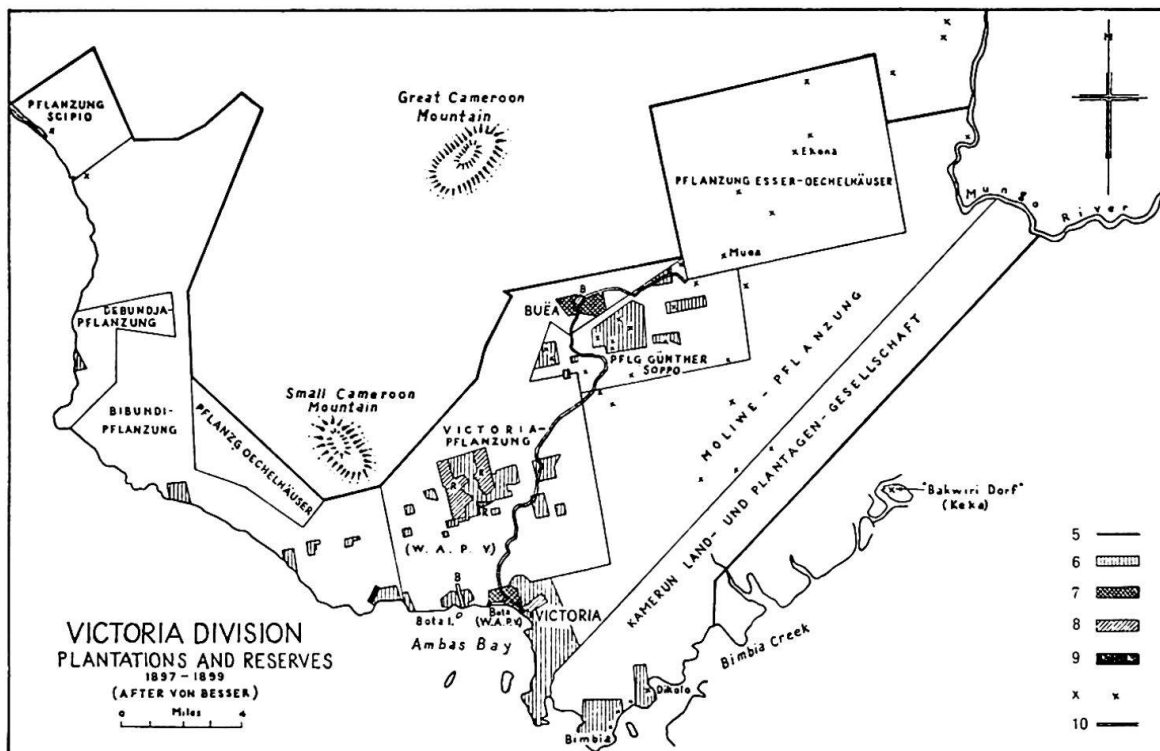 PFLANZUNG
SCIPIO
Great Cameroon
Mountain
N
Ekona
PFLANZUNG ESSER-OECHELHÄUSER
Mungo River
Muea
DEBUNDJA-
PFLANZUNG
B
BUËA
PFLG GÜNTHER
SOPPO
BIBUNDI-
PFLANZUNG
PFLANZG OECHELHÄUSER
Small Cameroon
Mountain
VICTORIA-
PFLANZUNG
R
R
R
(W. A. P. V)
MOLIWE-PFLANZUNG
KAMERUN LAND- UND PLANTAGEN-GESELLSCHAFT
"Bakwiri Dorf"
(Keka)
B
Bota I.
Bota
(W.A.P.V)
VICTORIA
Ambas Bay
Bimbia Creek
Dikolo
Bimbia
VICTORIA DIVISION
PLANTATIONS AND RESERVES
1897-1899
(AFTER VON BESSER)
0 Miles 4
5
6
7
8
9
x x
10